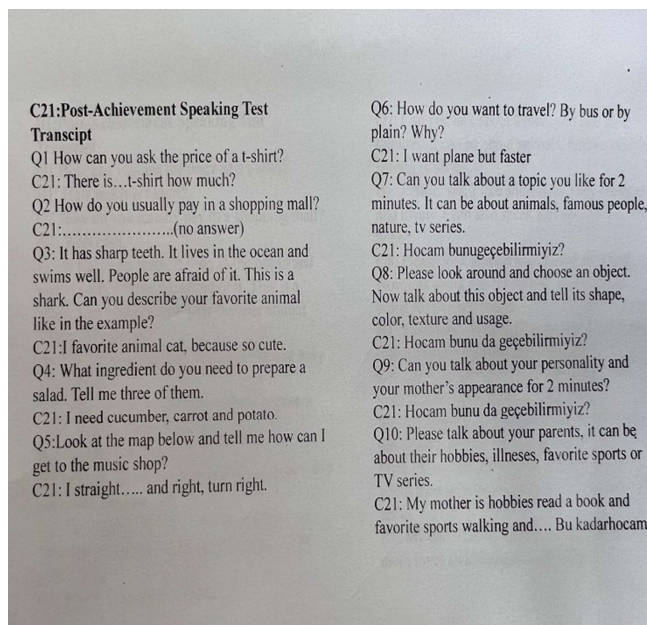 C21:Post-Achievement Speaking Test
Transcipt
Q1 How can you ask the price of a t-shirt?
C21: There is…t-shirt how much?
Q2 How do you usually pay in a shopping mall?
C21:…………………..(no answer)
Q3: It has sharp teeth. It lives in the ocean and
swims well. People are afraid of it. This is a
shark. Can you describe your favorite animal
like in the example?
C21:I favorite animal cat, because so cute.
Q4: What ingredient do you need to prepare a
salad. Tell me three of them.
C21: I need cucumber, carrot and potato.
Q5:Look at the map below and tell me how can I
get to the music shop?
C21: I straight….. and right, turn right.
Q6: How do you want to travel? By bus or by
plain? Why?
C21: I want plane but faster
Q7: Can you talk about a topic you like for 2
minutes. It can be about animals, famous people,
nature, tv series.
C21: Hocam bunugeçebilirmiyiz?
Q8: Please look around and choose an object.
Now talk about this object and tell its shape,
color, texture and usage.
C21: Hocam bunu da geçebilirmiyiz?
Q9: Can you talk about your personality and
your mother's appearance for 2 minutes?
C21: Hocam bunu da geçebilirmiyiz?
Q10: Please talk about your parents, it can be
about their hobbies, illneses, favorite sports or
TV series.
C21: My mother is hobbies read a book and
favorite sports walking and…. Bu kadarhocam